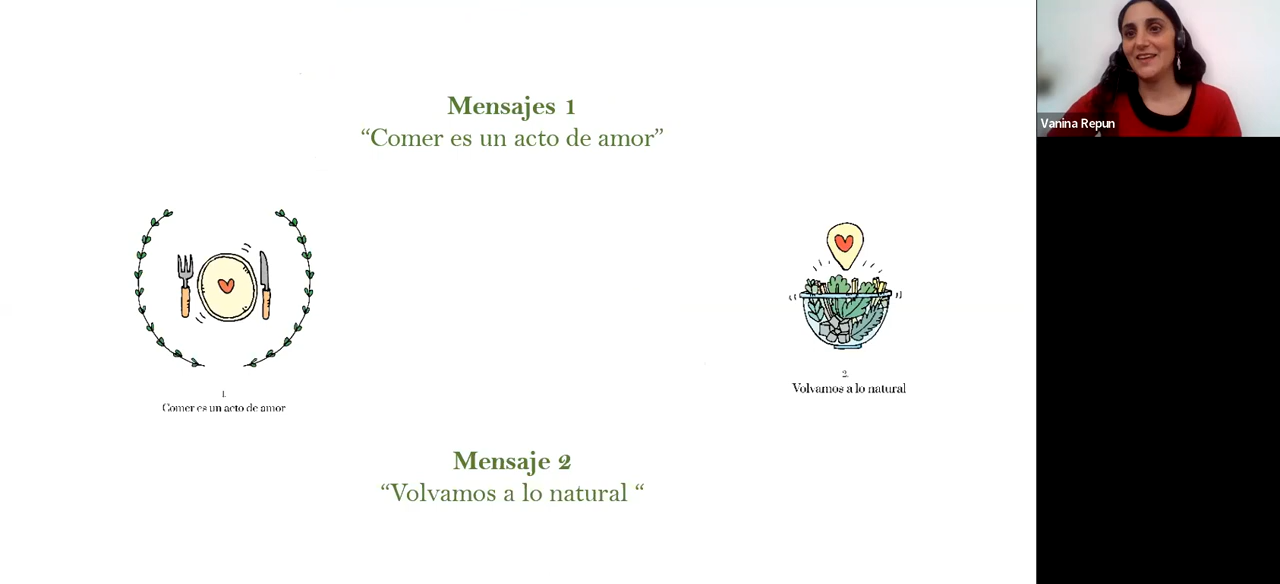 Mensajes 1
“Comer es un acto de amor”
Vanina Repun
1.
Comer es un acto de amor
2.
Volvamos a lo natural
Mensaje 2
“Volvamos a lo natural “